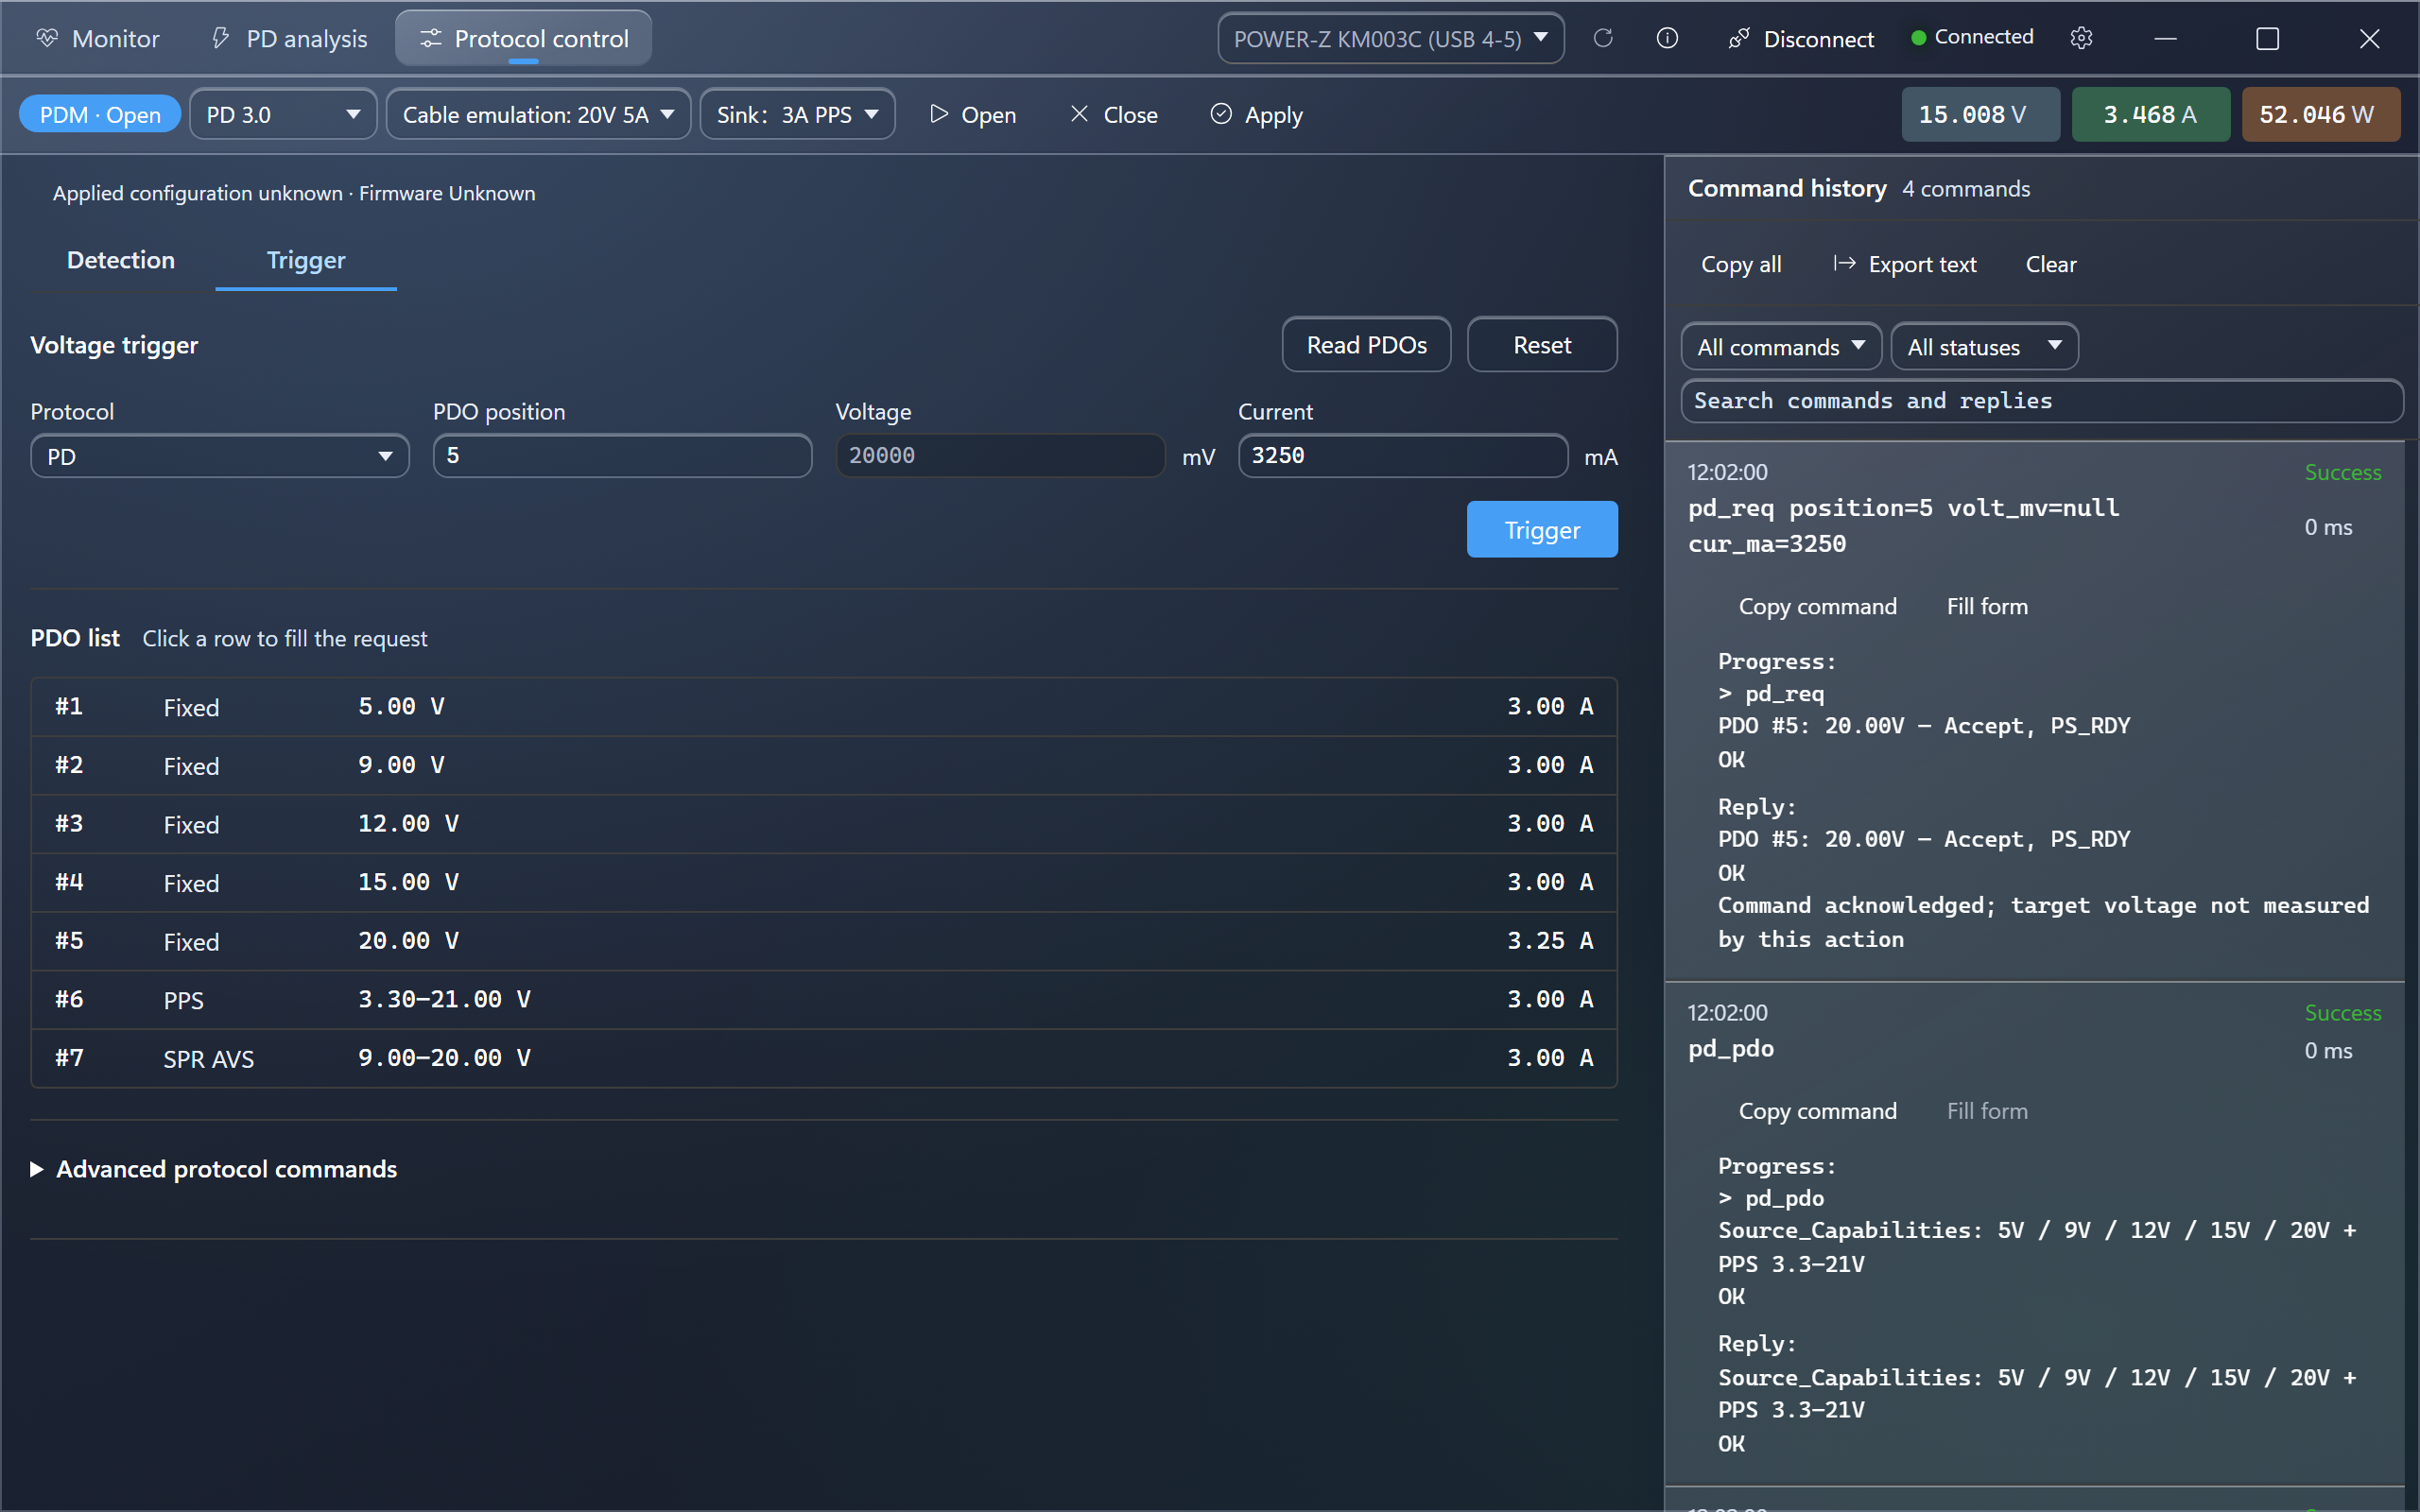 Monitor
PD analysis
Protocol control
POWER-Z KM003C (USB 4-5)
Disconnect
Connected
PDM · Open
PD 3.0
Cable emulation: 20V 5A
Sink: 3A PPS
Open
Close
Apply
15.008 V
3.468 A
52.046 W
Applied configuration unknown · Firmware Unknown
Detection
Trigger
Voltage trigger
Read PDOs
Reset
Protocol
PDO position
Voltage
Current
PD
5
20000
mV
3250
mA
Trigger
PDO list Click a row to fill the request
#1 Fixed 5.00 V 3.00 A
#2 Fixed 9.00 V 3.00 A
#3 Fixed 12.00 V 3.00 A
#4 Fixed 15.00 V 3.00 A
#5 Fixed 20.00 V 3.25 A
#6 PPS 3.30–21.00 V 3.00 A
#7 SPR AVS 9.00–20.00 V 3.00 A
Advanced protocol commands
Command history 4 commands
Copy all
Export text
Clear
All commands
All statuses
Search commands and replies
12:02:00
Success
pd_req position=5 volt_mv=null
cur_ma=3250
0 ms
Copy command
Fill form
Progress:
> pd_req
PDO #5: 20.00V — Accept, PS_RDY
OK
Reply:
PDO #5: 20.00V — Accept, PS_RDY
OK
Command acknowledged; target voltage not measured
by this action
12:02:00
Success
pd_pdo
0 ms
Copy command
Fill form
Progress:
> pd_pdo
Source_Capabilities: 5V / 9V / 12V / 15V / 20V +
PPS 3.3–21V
OK
Reply:
Source_Capabilities: 5V / 9V / 12V / 15V / 20V +
PPS 3.3–21V
OK